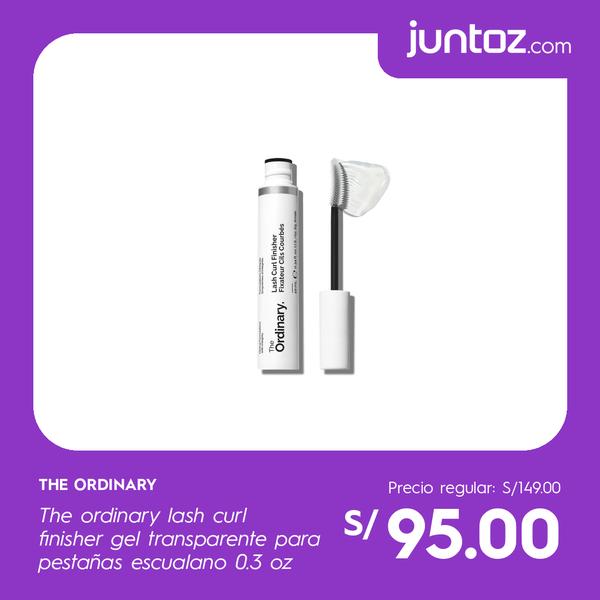 juntoz.com
The
Ordinary.
Lash Curl Finisher
Fixateur Cils Courbés
THE ORDINARY
The ordinary lash curl
finisher gel transparente para
pestañas escualano 0.3 oz
Precio regular: S/149.00
S/ 95.00